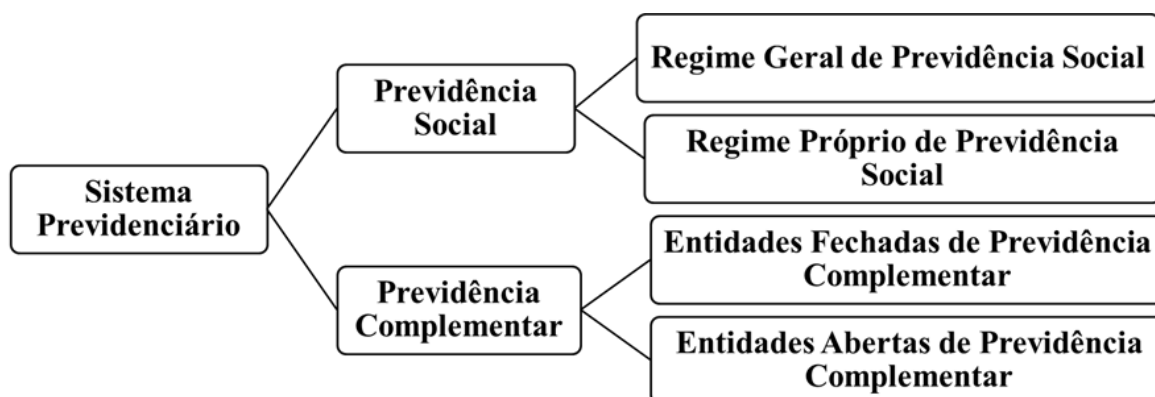 Sistema
Previdenciário
Previdência
Social
Regime Geral de Previdência Social
Regime Próprio de Previdência
Social
Previdência
Complementar
Entidades Fechadas de Previdência
Complementar
Entidades Abertas de Previdência
Complementar